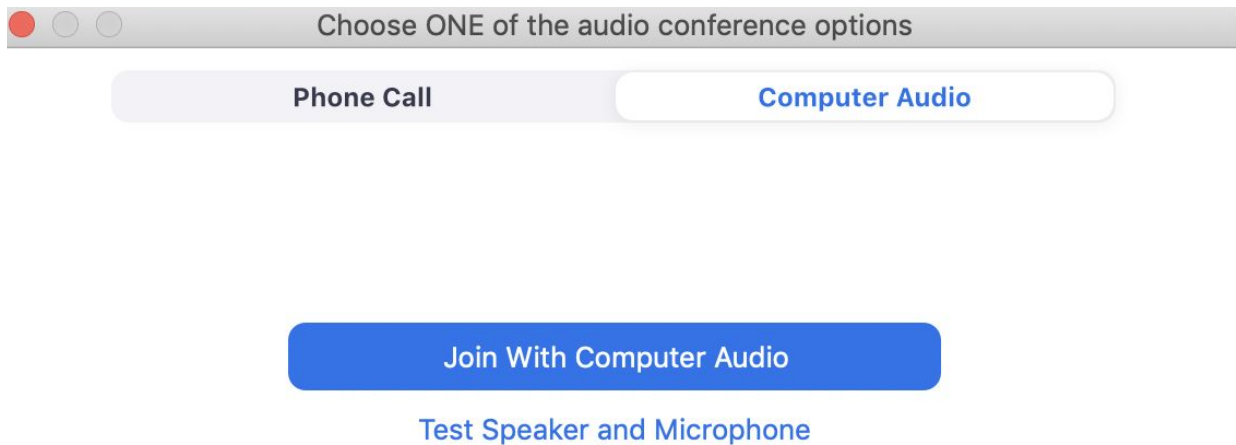 Choose ONE of the audio conference options
Phone Call Computer Audio
Join With Computer Audio
Test Speaker and Microphone